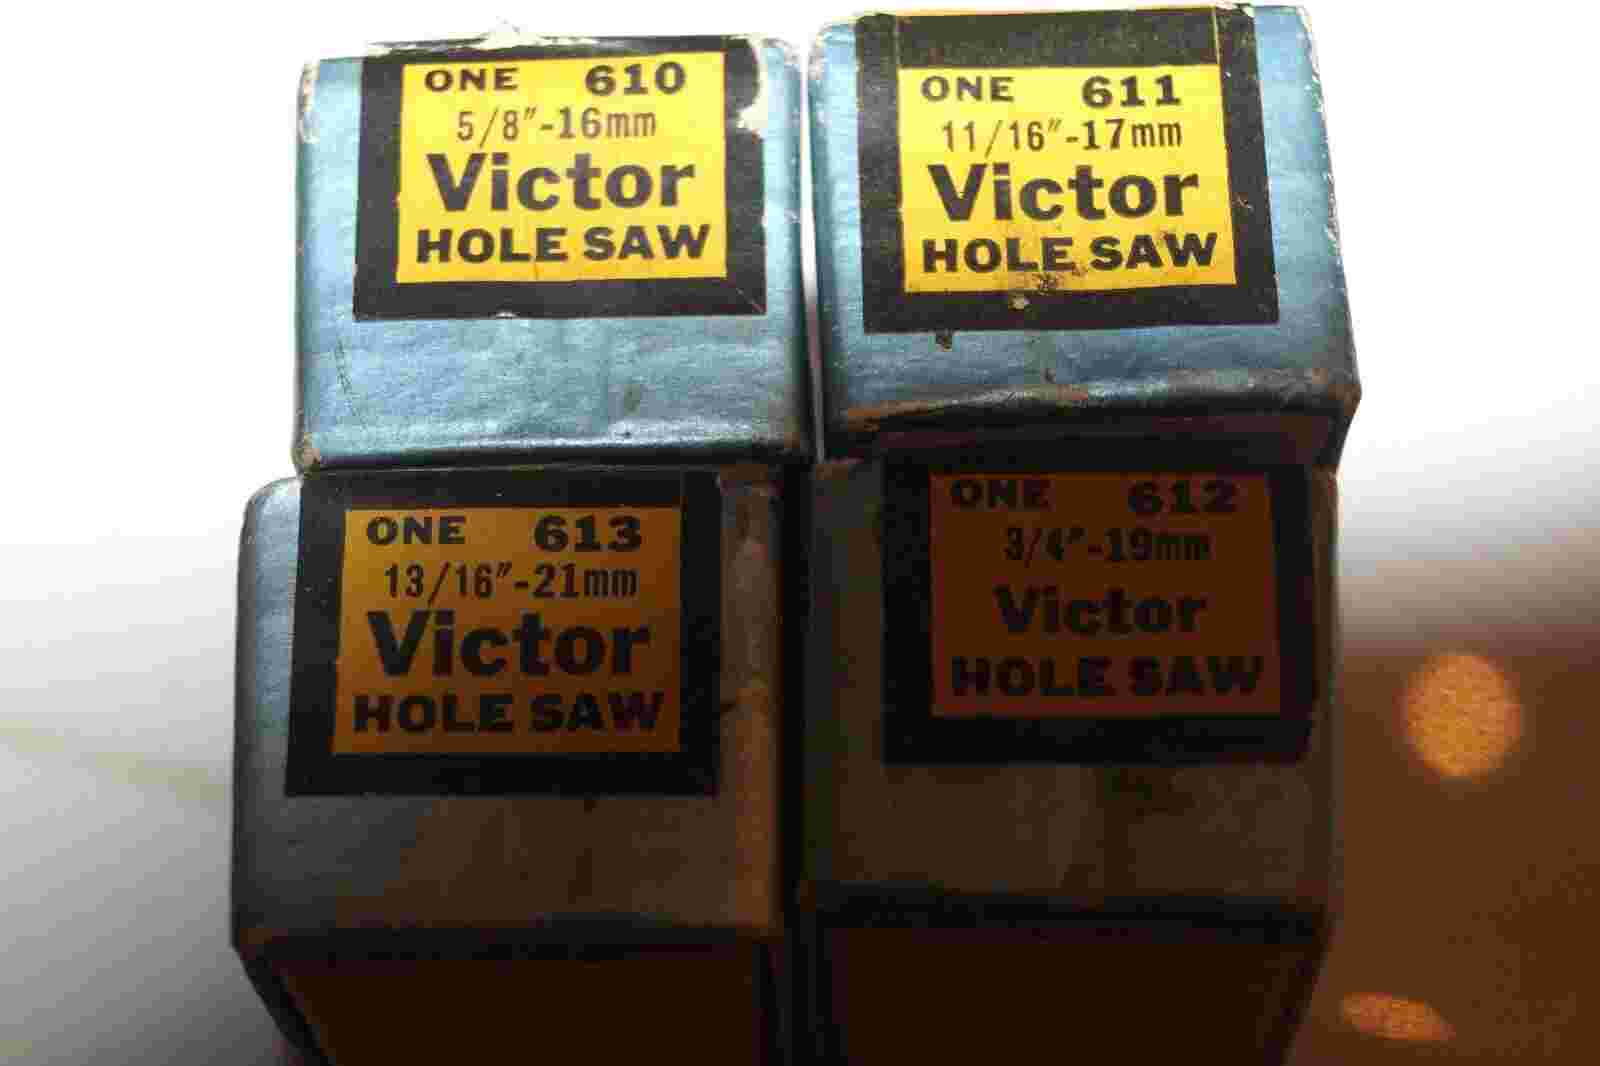 ONE 610
5/8"-16mm
Victor
HOLE SAW
ONE 611
11/16"-17mm
Victor
HOLE SAW
ONE 613
13/16"-21mm
Victor
HOLE SAW
ONE 612
3/4"-19mm
Victor
HOLE SAW